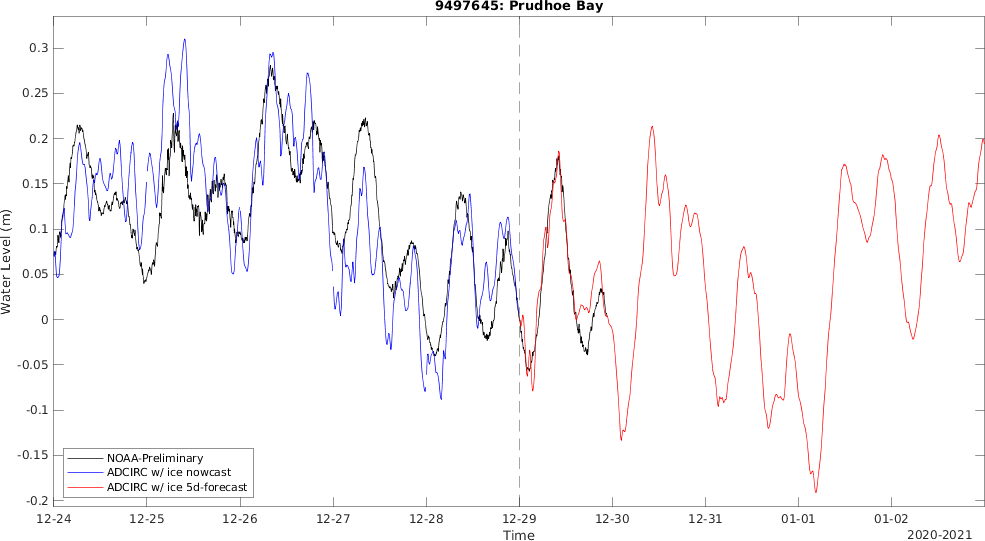 9497645: Prudhoe Bay
Water Level (m)
0.3
0.25
0.2
0.15
0.1
0.05
0
-0.05
-0.1
-0.15
-0.2
NOAA-Preliminary
ADCIRC w/ ice nowcast
ADCIRC w/ ice 5d-forecast
12-24 12-25 12-26 12-27 12-28 12-29 12-30 12-31 01-01 01-02
Time
2020-2021